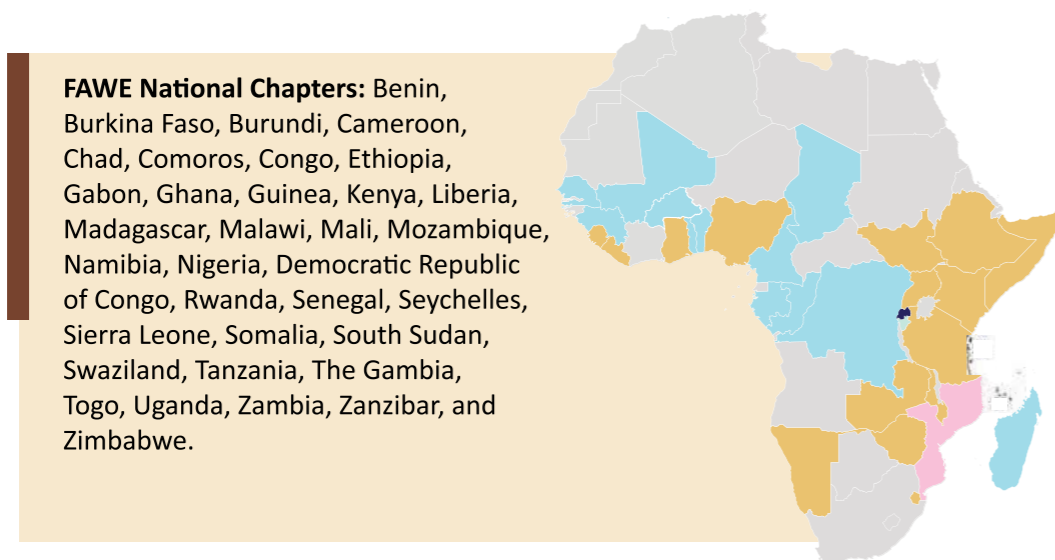 FAWE National Chapters: Benin,
Burkina Faso, Burundi, Cameroon,
Chad, Comoros, Congo, Ethiopia,
Gabon, Ghana, Guinea, Kenya, Liberia,
Madagascar, Malawi, Mali, Mozambique,
Namibia, Nigeria, Democratic Republic
of Congo, Rwanda, Senegal, Seychelles,
Sierra Leone, Somalia, South Sudan,
Swaziland, Tanzania, The Gambia,
Togo, Uganda, Zambia, Zanzibar, and
Zimbabwe.